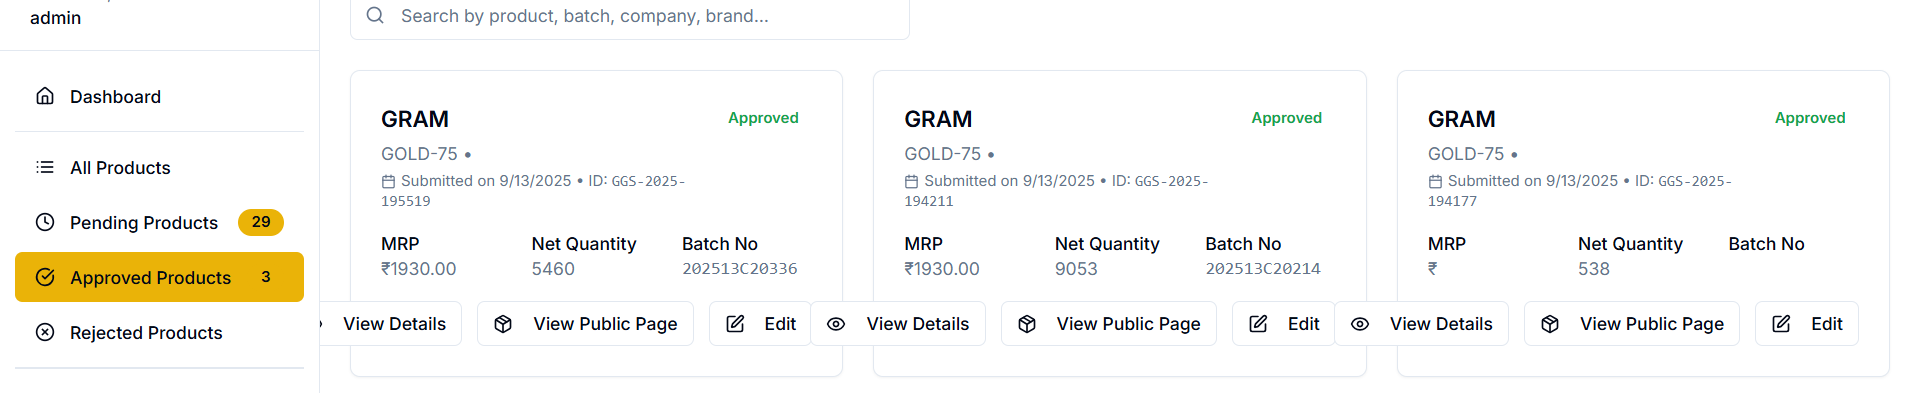 admin
Search by product, batch, company, brand...
Dashboard
All Products
Pending Products 29
Approved Products 3
Rejected Products
GRAM Approved
GOLD-75 •
Submitted on 9/13/2025 • ID: GGS-2025-
195519
MRP Net Quantity Batch No
₹1930.00 5460 202513C20336
View Details View Public Page Edit
GRAM Approved
GOLD-75 •
Submitted on 9/13/2025 • ID: GGS-2025-
194211
MRP Net Quantity Batch No
₹1930.00 9053 202513C20214
View Details View Public Page Edit
GRAM Approved
GOLD-75 •
Submitted on 9/13/2025 • ID: GGS-2025-
194177
MRP Net Quantity Batch No
₹ 538
View Details View Public Page Edit